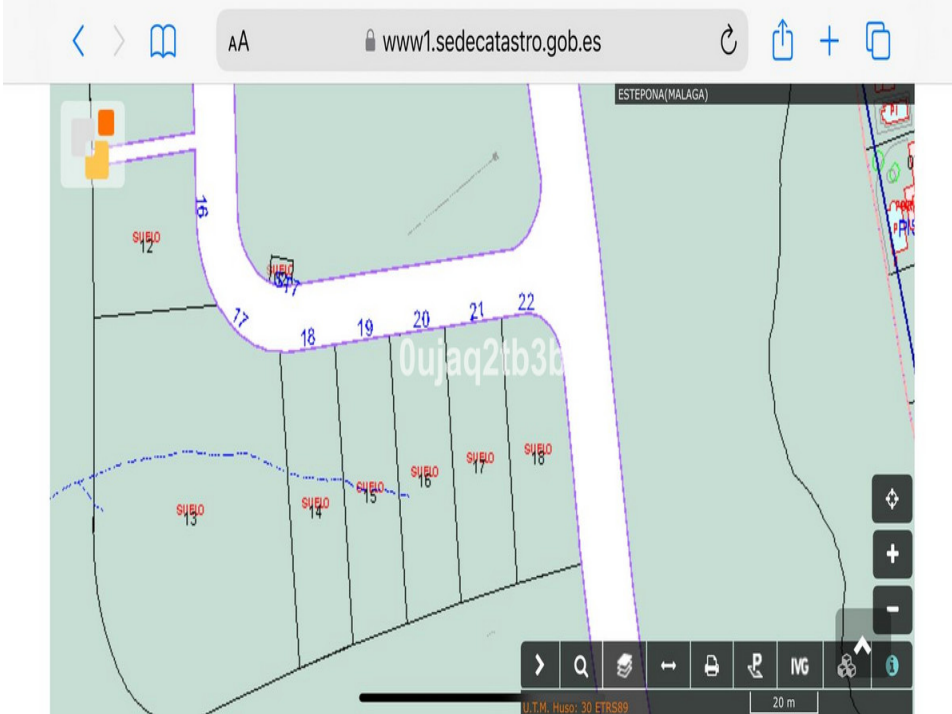 AA
www1.sedecatastro.gob.es
ESTEPONA(MALAGA)
16
SUELO
12
SUELO
17
18
19
20
21
22
0ujaq2tb3b
SUELO
13
SUELO
14
SUELO
15
SUELO
16
SUELO
17
SUELO
18
P
IVG
i
U.T.M. Huso: 30 ETRS89
20 m